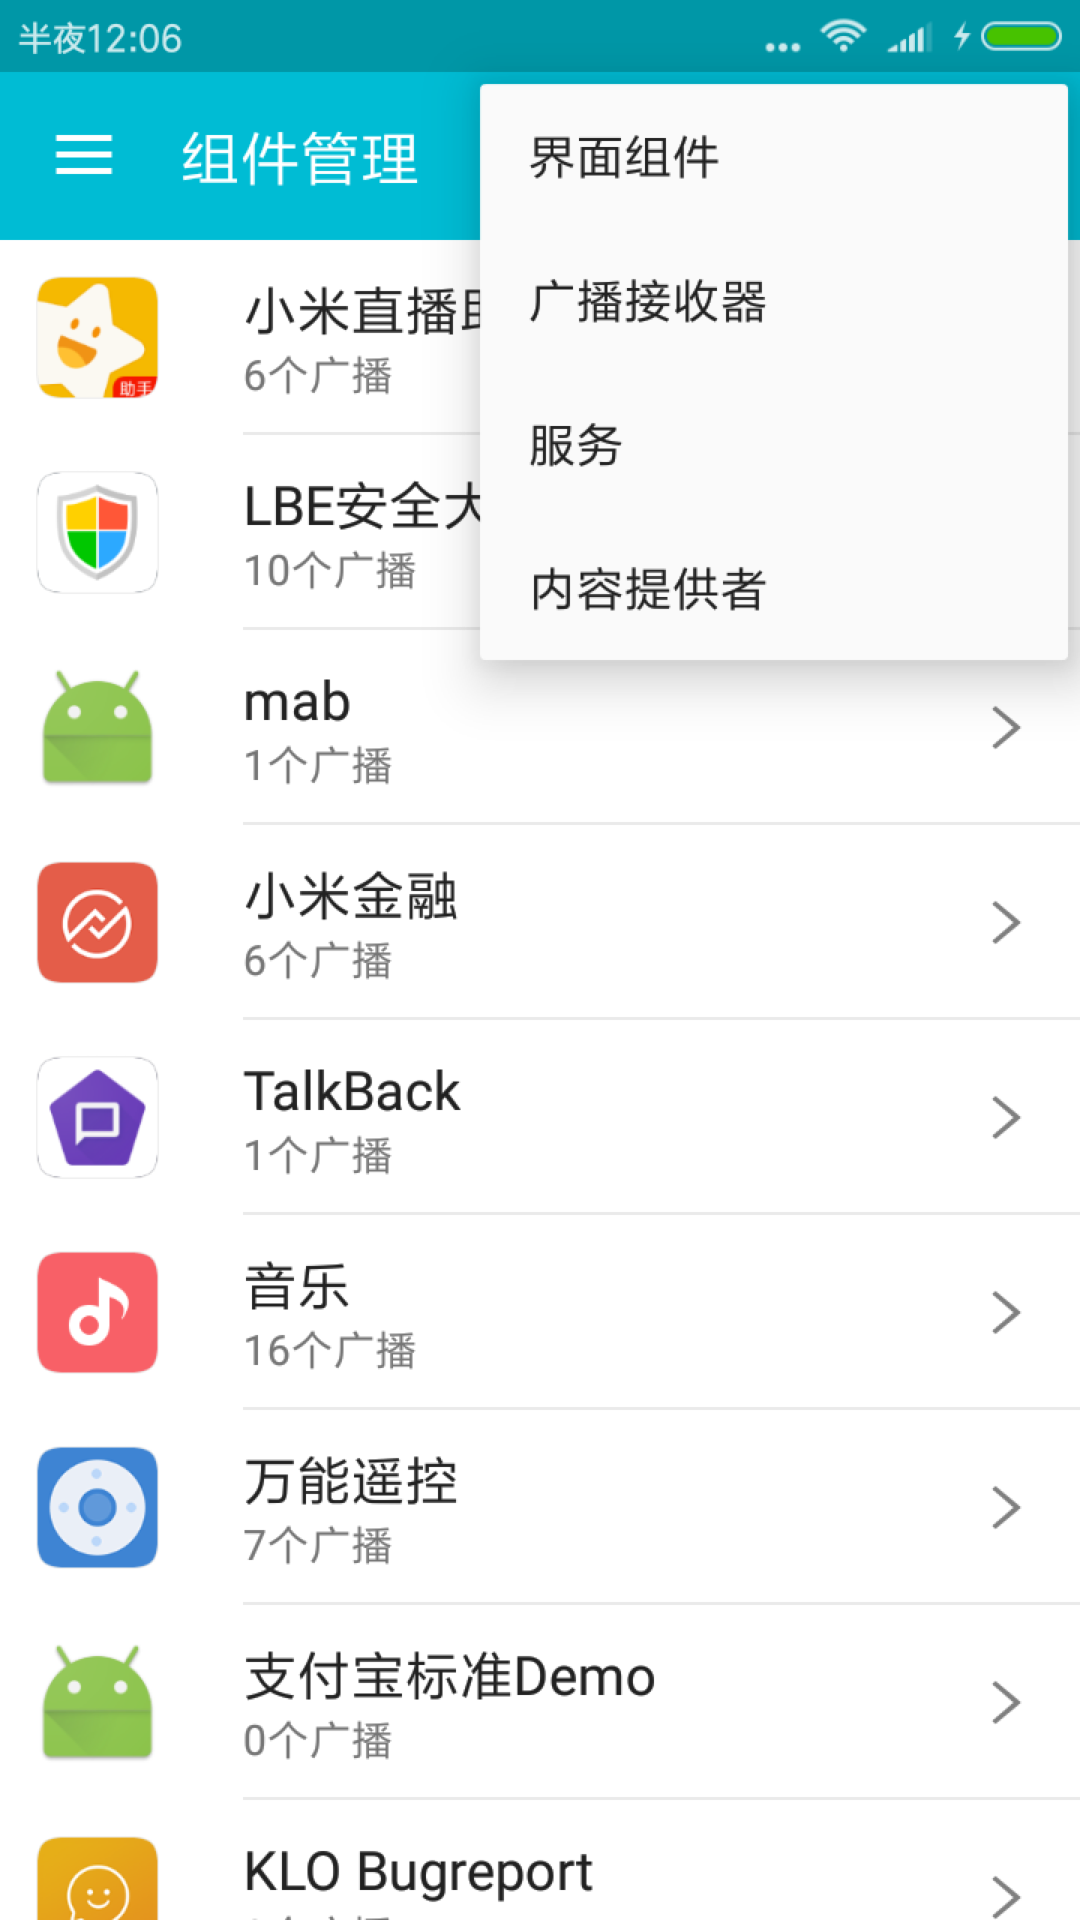 半夜12:06
组件管理
界面组件
广播接收器
服务
内容提供者
小米直播
助手
6个广播
LBE安全大
10个广播
mab
1个广播
小米金融
6个广播
TalkBack
1个广播
音乐
16个广播
万能遥控
7个广播
支付宝标准Demo
0个广播
KLO Bugreport